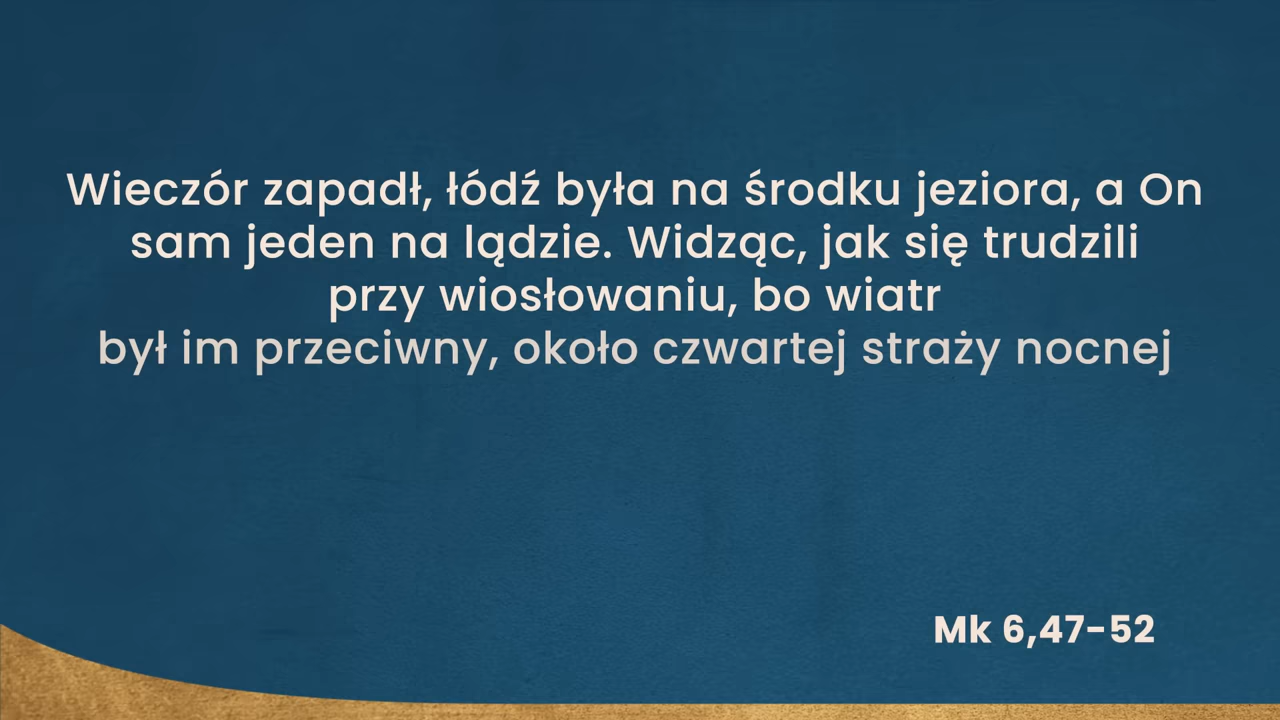 Wieczór zapadł, łódź była na środku jeziora, a On
sam jeden na lądzie. Widząc, jak się trudzili
przy wiosłowaniu, bo wiatr
był im przeciwny, około czwartej straży nocnej
Mk 6,47-52